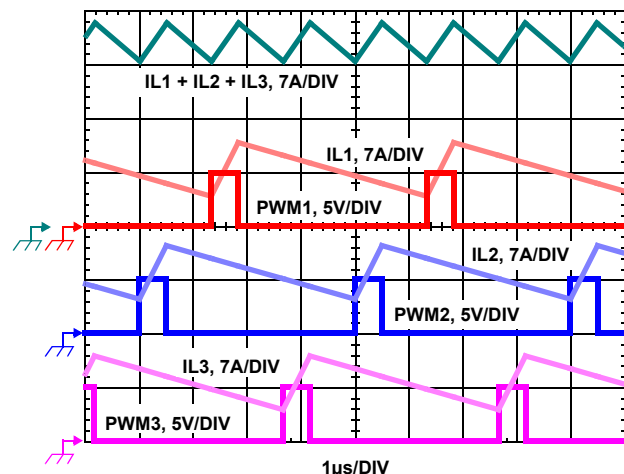 IL1 + IL2 + IL3, 7A/DIV
IL1, 7A/DIV
PWM1, 5V/DIV
IL2, 7A/DIV
PWM2, 5V/DIV
IL3, 7A/DIV
PWM3, 5V/DIV
1µs/DIV